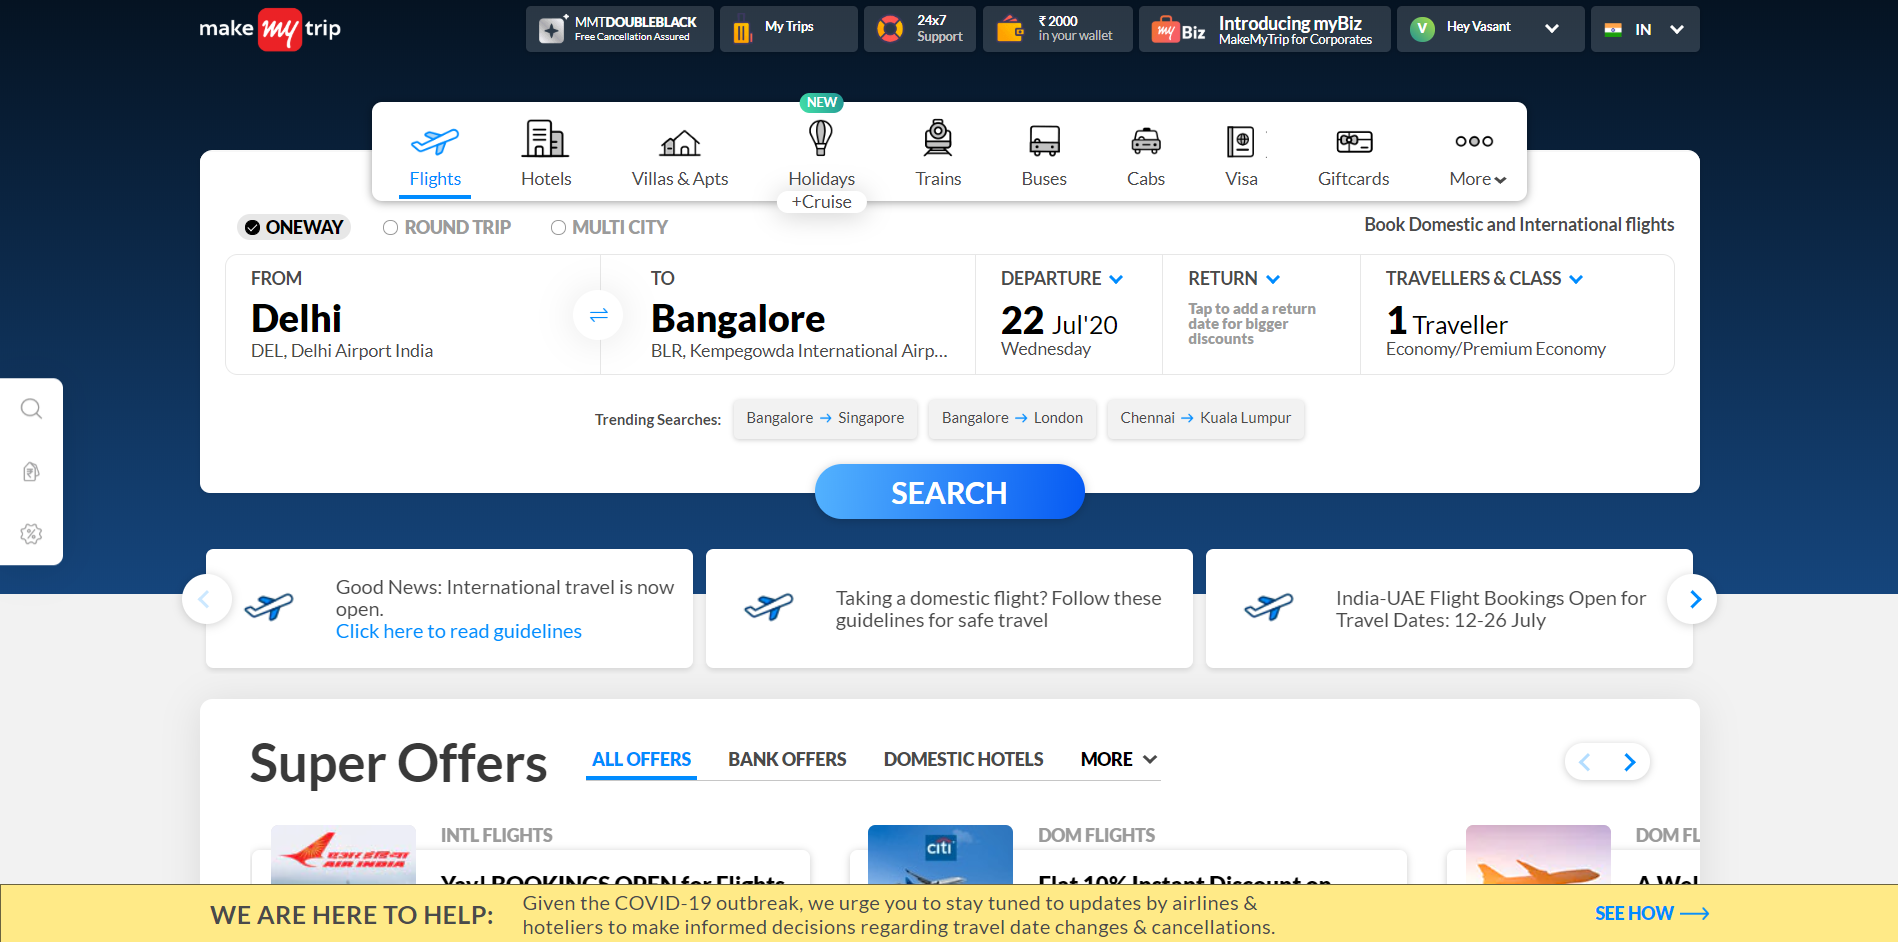 make my trip
MMTDOUBLEBLACK
Free Cancellation Assured
My Trips
24x7
Support
₹ 2000
in your wallet
my Biz
Introducing myBiz
MakeMyTrip for Corporates
V
Hey Vasant
IN
NEW
Flights
Hotels
Villas & Apts
Holidays
Trains
Buses
Cabs
Visa
Giftcards
More
+Cruise
ONEWAY
ROUND TRIP
MULTI CITY
Book Domestic and International flights
FROM
Delhi
DEL, Delhi Airport India
TO
Bangalore
BLR, Kempegowda International Airp...
DEPARTURE
22 Jul'20
Wednesday
RETURN
Tap to add a return
date for bigger
discounts
TRAVELLERS & CLASS
1 Traveller
Economy/Premium Economy
Trending Searches:
Bangalore → Singapore
Bangalore → London
Chennai → Kuala Lumpur
SEARCH
Good News: International travel is now
open.
Click here to read guidelines
Taking a domestic flight? Follow these
guidelines for safe travel
India-UAE Flight Bookings Open for
Travel Dates: 12-26 July
Super Offers
ALL OFFERS
BANK OFFERS
DOMESTIC HOTELS
MORE
एअर इंडिया
AIR INDIA
INTL FLIGHTS
Yay! BOOKINGS OPEN for Flights
citi
DOM FLIGHTS
Flat 10% Instant Discount on
DOM FL
A Wel
WE ARE HERE TO HELP:
Given the COVID-19 outbreak, we urge you to stay tuned to updates by airlines &
hoteliers to make informed decisions regarding travel date changes & cancellations.
SEE HOW